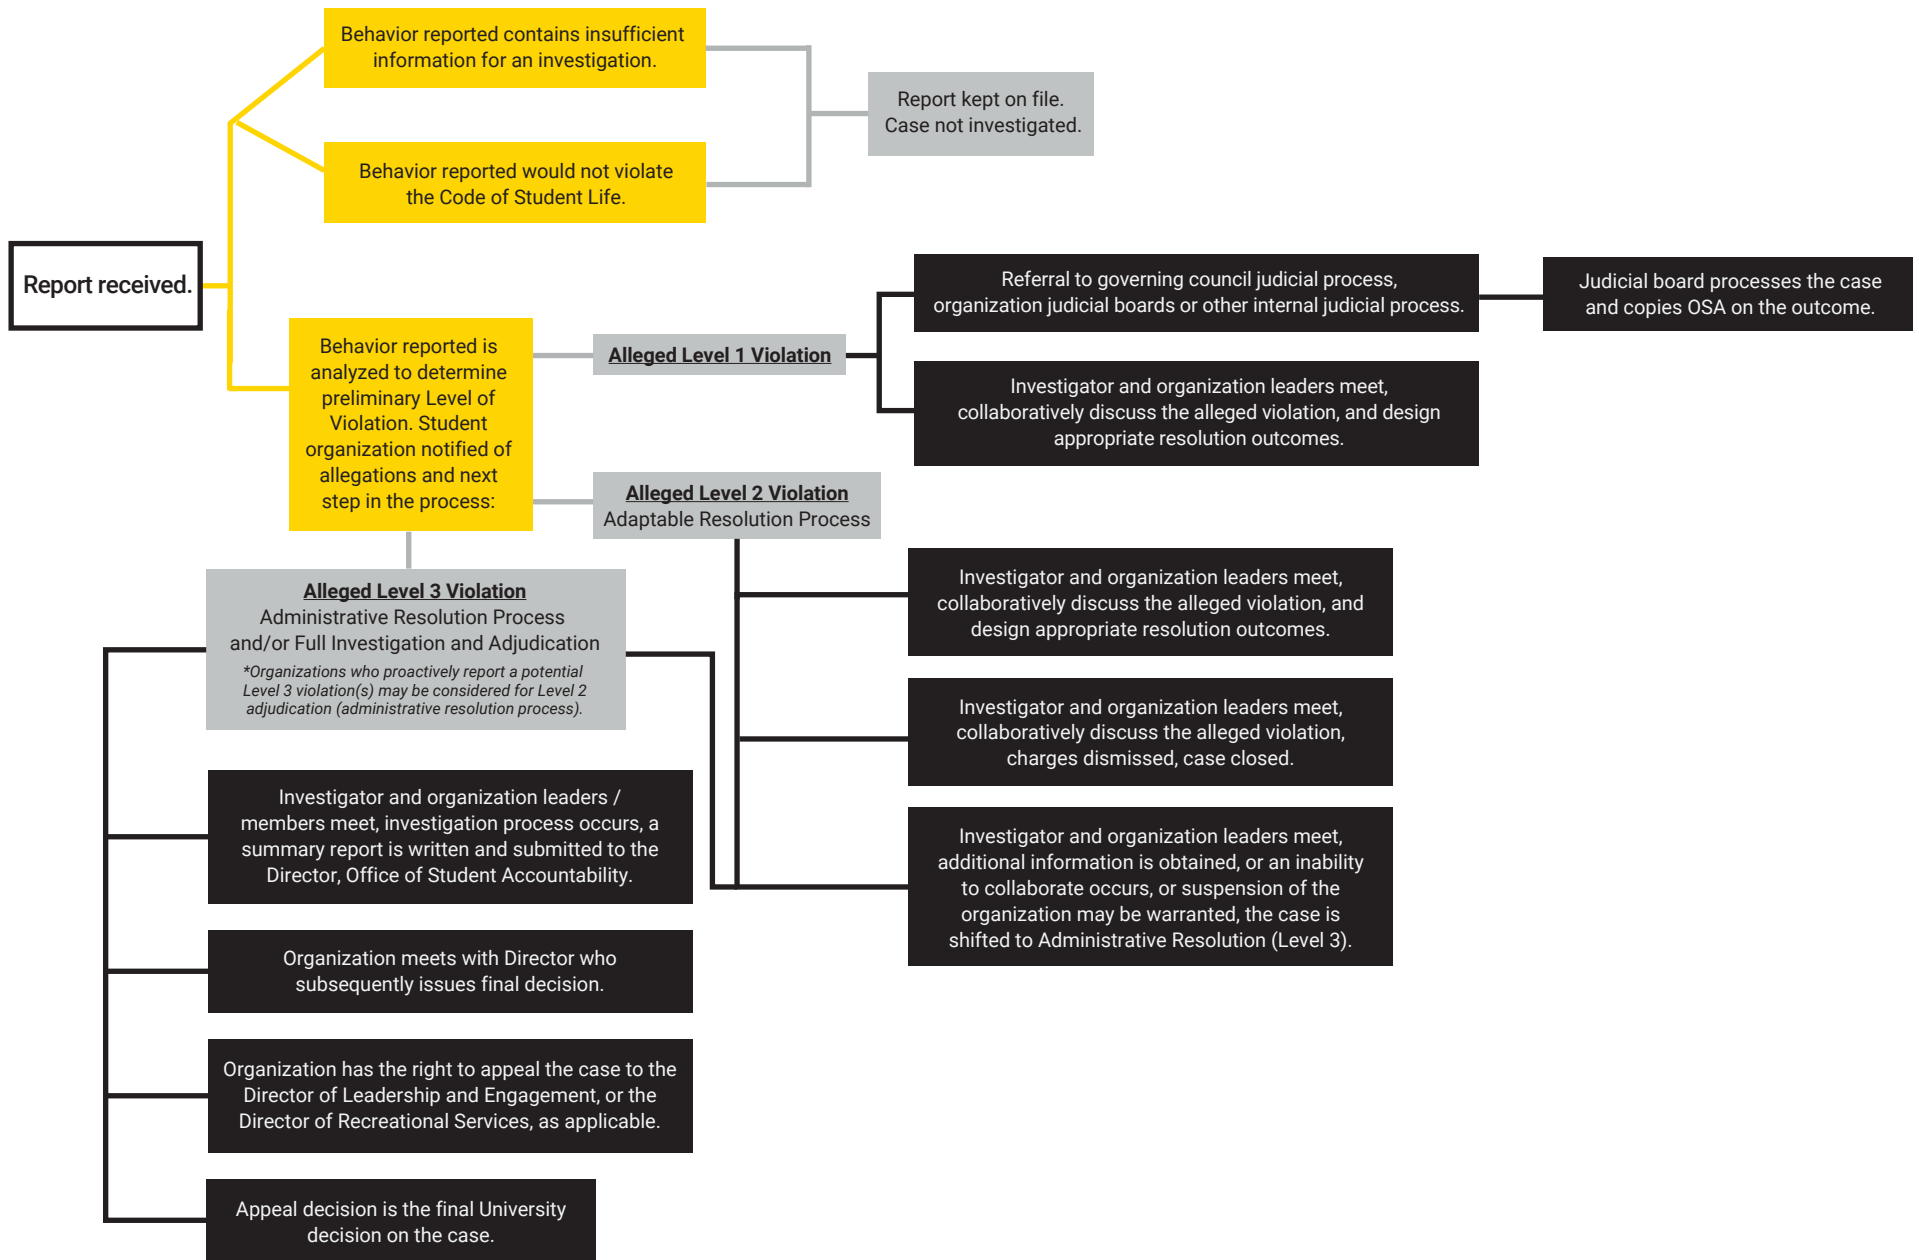 Behavior reported contains insufficient
information for an investigation.
Report kept on file.
Case not investigated.
Behavior reported would not violate
the Code of Student Life.
Report received.
Behavior reported is
analyzed to determine
preliminary Level of
Violation. Student
organization notified of
allegations and next
step in the process:
Alleged Level 1 Violation
Referral to governing council judicial process,
organization judicial boards or other internal judicial process.
Judicial board processes the case
and copies OSA on the outcome.
Investigator and organization leaders meet,
collaboratively discuss the alleged violation, and design
appropriate resolution outcomes.
Alleged Level 2 Violation
Adaptable Resolution Process
Investigator and organization leaders meet,
collaboratively discuss the alleged violation, and
design appropriate resolution outcomes.
Investigator and organization leaders meet,
collaboratively discuss the alleged violation,
charges dismissed, case closed.
Investigator and organization leaders meet,
additional information is obtained, or an inability
to collaborate occurs, or suspension of the
organization may be warranted, the case is
shifted to Administrative Resolution (Level 3).
Alleged Level 3 Violation
Administrative Resolution Process
and/or Full Investigation and Adjudication
*Organizations who proactively report a potential
Level 3 violation(s) may be considered for Level 2
adjudication (administrative resolution process).
Investigator and organization leaders /
members meet, investigation process occurs, a
summary report is written and submitted to the
Director, Office of Student Accountability.
Organization meets with Director who
subsequently issues final decision.
Organization has the right to appeal the case to the
Director of Leadership and Engagement, or the
Director of Recreational Services, as applicable.
Appeal decision is the final University
decision on the case.